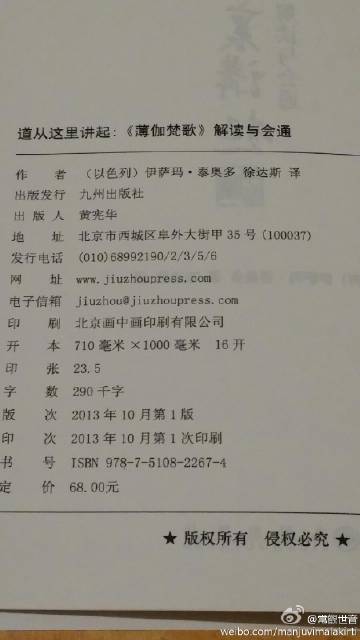 道从这里讲起：《薄伽梵歌》解读与会通
作 者 （以色列）伊萨玛·泰奥多 徐达斯 译
出版发行 九州出版社
出 版 人 黄宪华
地 址 北京市西城区阜外大街甲 35 号 (100037)
发行电话 (010)68992190/2/3/5/6
网 址 www.jiuzhoupress.com
电子信箱 jiuzhou@jiuzhoupress.com
印 刷 北京画中画印刷有限公司
开 本 710 毫米 ×1000 毫米 16 开
印 张 23.5
字 数 290 千字
版 次 2013 年 10 月第 1 版
印 次 2013 年 10 月第 1 次印刷
书 号 ISBN 978-7-5108-2267-4
定 价 68.00元
★ 版权所有 侵权必究 ★
@常觀世音
weibo.com/manjuvimalakirti